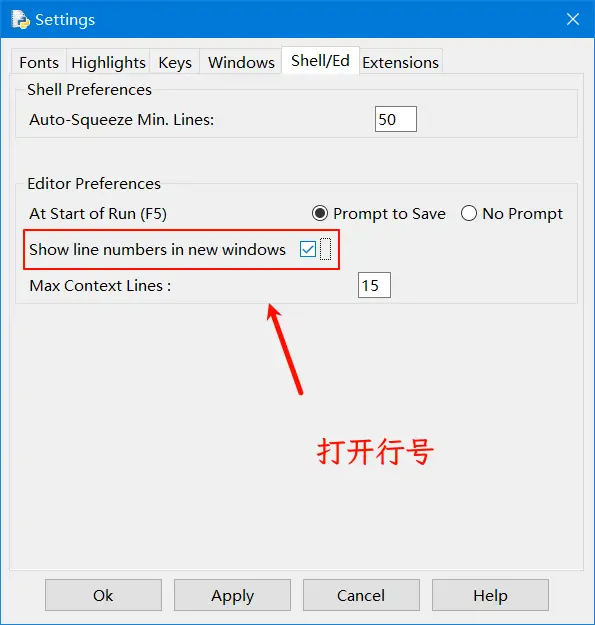 Settings
Fonts Highlights Keys Windows Shell/Ed Extensions
Shell Preferences
Auto-Squeeze Min. Lines: 50
Editor Preferences
At Start of Run (F5) Prompt to Save No Prompt
Show line numbers in new windows
Max Context Lines : 15
打开行号
Ok Apply Cancel Help